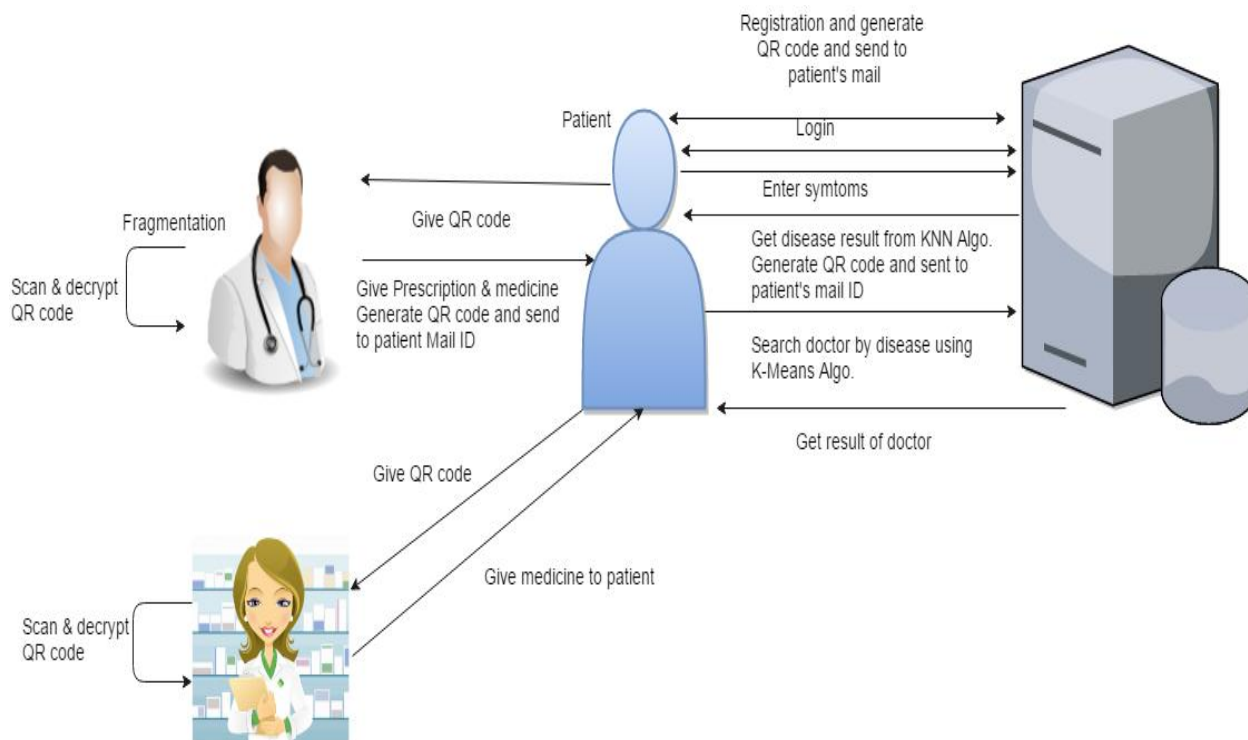 Registration and generate
QR code and send to
patient's mail
Patient
Login
Enter symtoms
Fragmentation
Give QR code
Scan & decrypt
QR code
Get disease result from KNN Algo.
Generate QR code and sent to
patient's mail ID
Give Prescription & medicine
Generate QR code and send
to patient Mail ID
Search doctor by disease using
K-Means Algo.
Get result of doctor
Give QR code
Give medicine to patient
Scan & decrypt
QR code